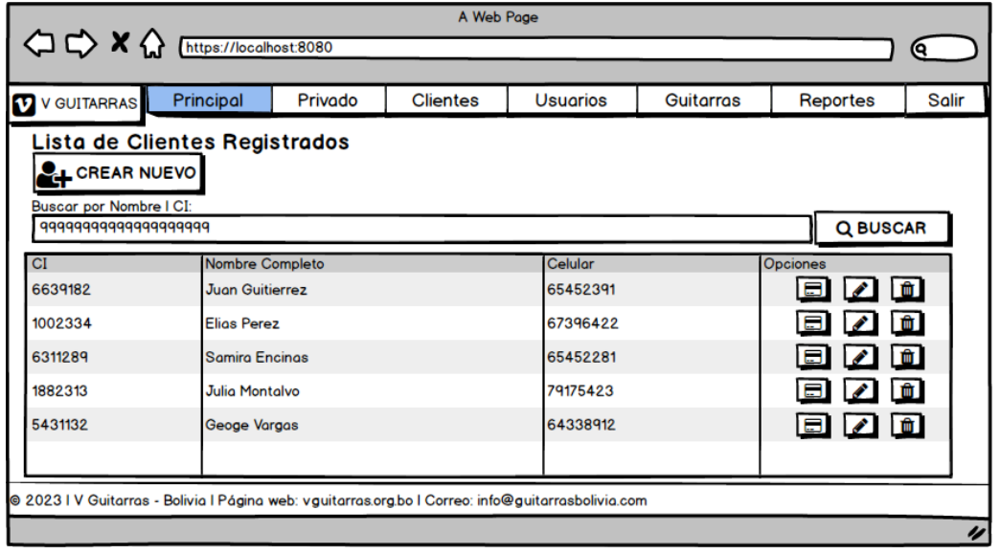 A Web Page
https://localhost:8080
V GUITARRAS Principal Privado Clientes Usuarios Guitarras Reportes Salir
Lista de Clientes Registrados
CREAR NUEVO
Buscar por Nombre | CI:
99999999999999999999
BUSCAR
CI Nombre Completo Celular Opciones
6639182 Juan Guitierrez 65452391
1002334 Elias Perez 67396422
6311289 Samira Encinas 65452281
1882313 Julia Montalvo 79175423
5431132 Geoge Vargas 64338912
© 2023 | V Guitarras - Bolivia | Página web: vguitarras.org.bo | Correo: info@guitarrasbolivia.com